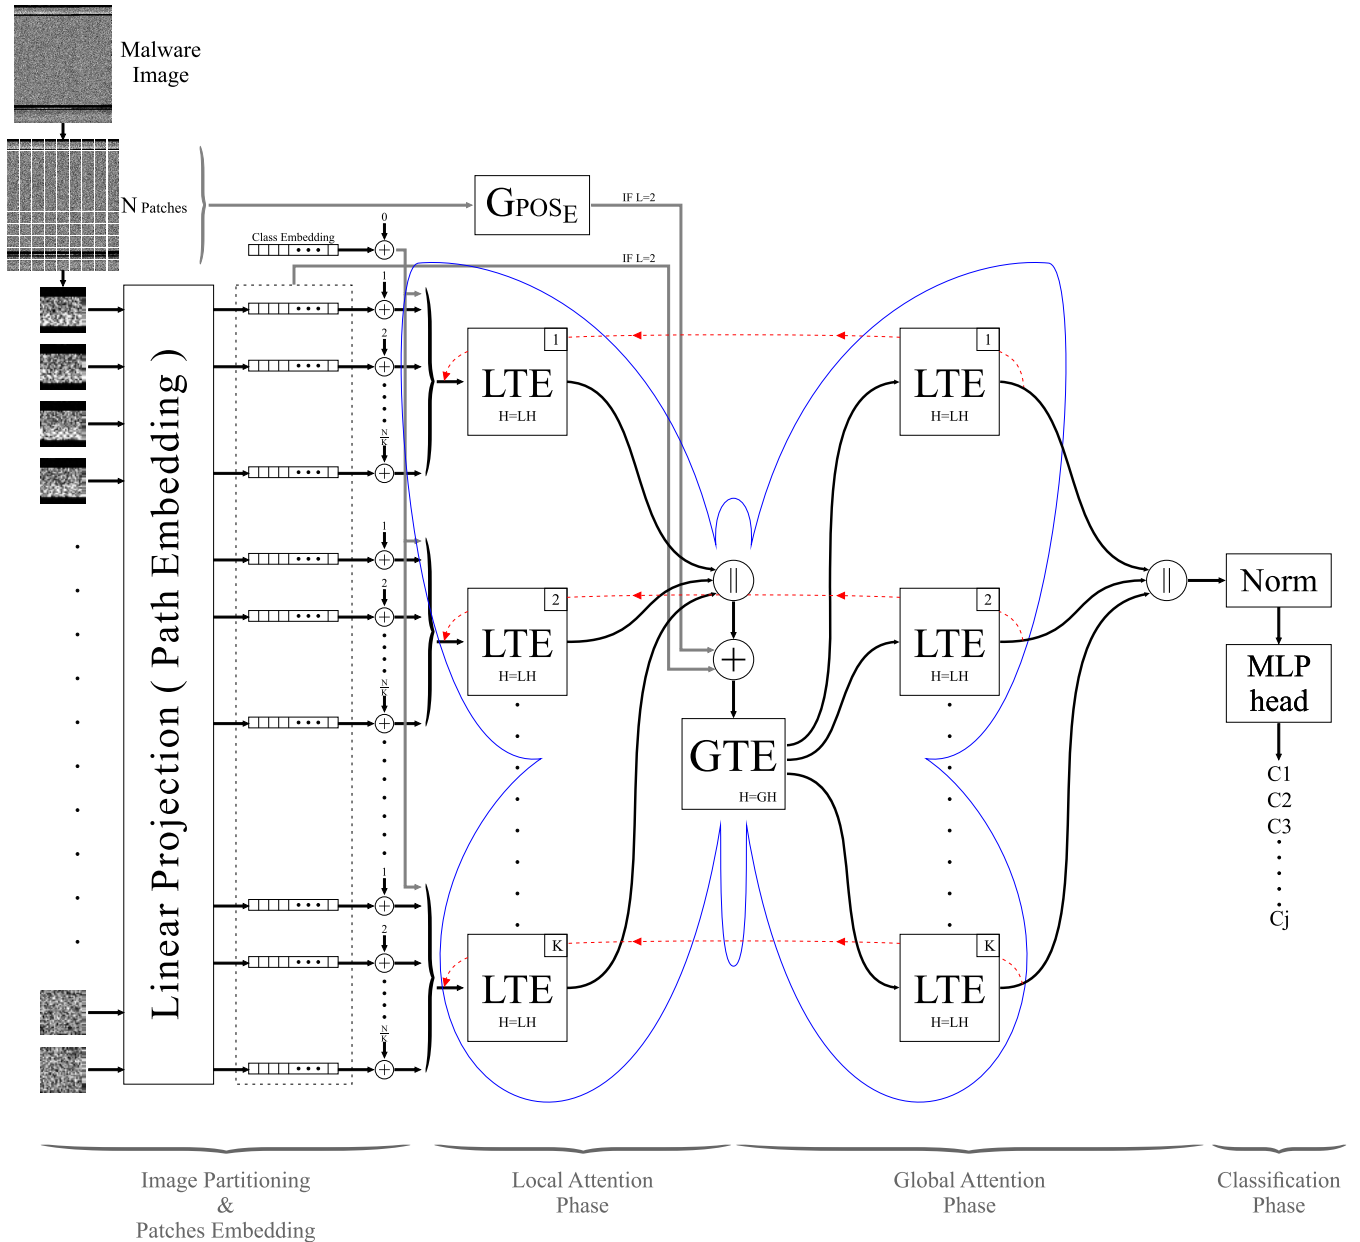 Malware
Image
N Patches
GPOSE
IF L=2
IF L=2
Class Embedding
0
1
2
N/K
1
2
N/K
1
2
N/K
Linear Projection ( Path Embedding )
1
LTE
H=LH
2
LTE
H=LH
K
LTE
H=LH
||
+
GTE
H=GH
1
LTE
H=LH
2
LTE
H=LH
K
LTE
H=LH
||
Norm
MLP
head
C1
C2
C3
Cj
Image Partitioning
&
Patches Embedding
Local Attention
Phase
Global Attention
Phase
Classification
Phase